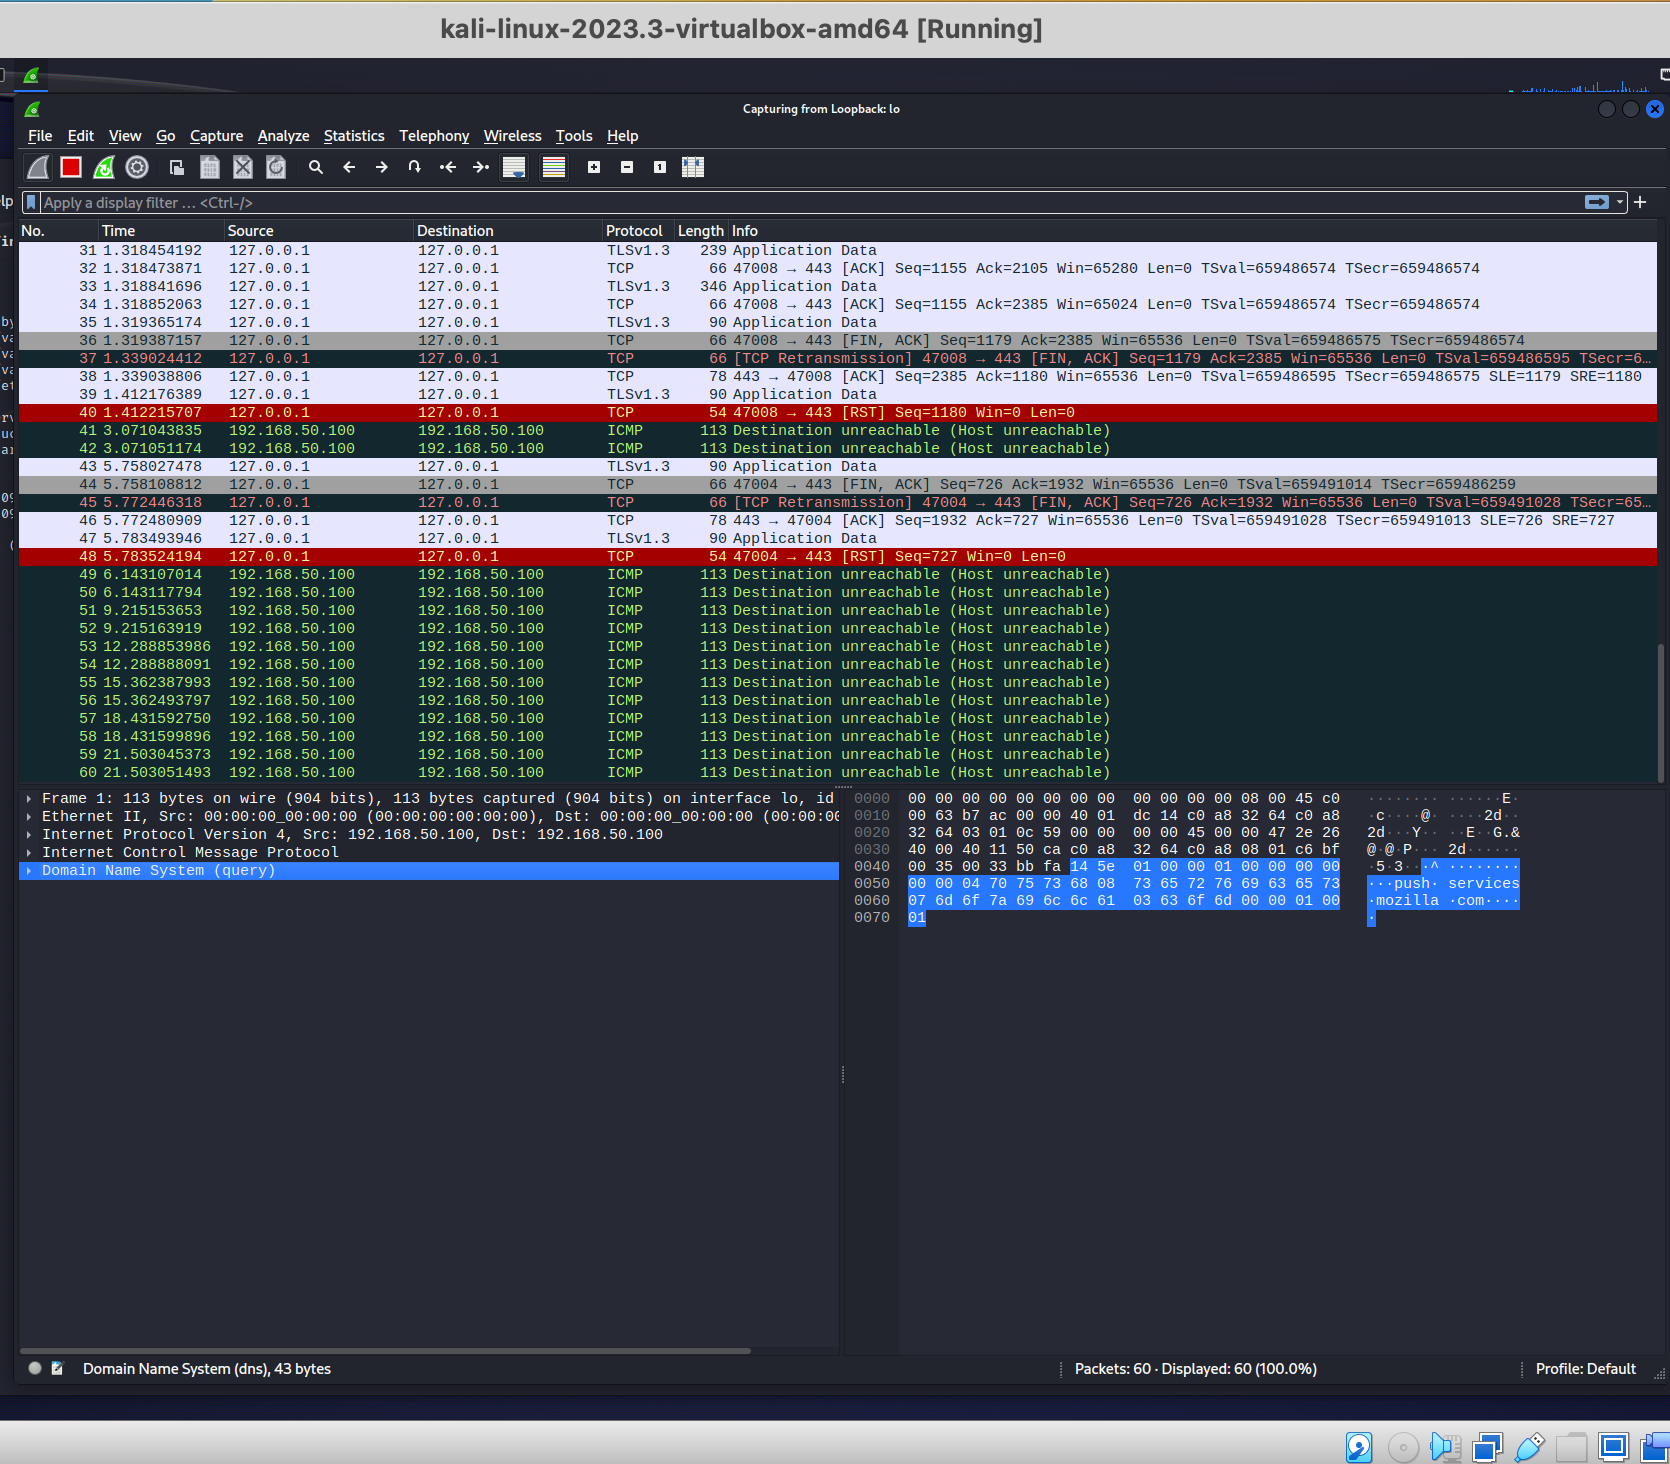 kali-linux-2023.3-virtualbox-amd64 [Running]
Capturing from Loopback: lo
File Edit View Go Capture Analyze Statistics Telephony Wireless Tools Help
Apply a display filter … <Ctrl-/>
No. Time Source Destination Protocol Length Info
31 1.318454192 127.0.0.1 127.0.0.1 TLSv1.3 239 Application Data
32 1.318473871 127.0.0.1 127.0.0.1 TCP 66 47008 → 443 [ACK] Seq=1155 Ack=2105 Win=65280 Len=0 TSval=659486574 TSecr=659486574
33 1.318841696 127.0.0.1 127.0.0.1 TLSv1.3 346 Application Data
34 1.318852063 127.0.0.1 127.0.0.1 TCP 66 47008 → 443 [ACK] Seq=1155 Ack=2385 Win=65024 Len=0 TSval=659486574 TSecr=659486574
35 1.319365174 127.0.0.1 127.0.0.1 TLSv1.3 90 Application Data
36 1.319387157 127.0.0.1 127.0.0.1 TCP 66 47008 → 443 [FIN, ACK] Seq=1179 Ack=2385 Win=65536 Len=0 TSval=659486575 TSecr=659486574
37 1.339024412 127.0.0.1 127.0.0.1 TCP 66 [TCP Retransmission] 47008 → 443 [FIN, ACK] Seq=1179 Ack=2385 Win=65536 Len=0 TSval=659486595 TSecr=6…
38 1.339038806 127.0.0.1 127.0.0.1 TCP 78 443 → 47008 [ACK] Seq=2385 Ack=1180 Win=65536 Len=0 TSval=659486595 TSecr=659486575 SLE=1179 SRE=1180
39 1.412176389 127.0.0.1 127.0.0.1 TLSv1.3 90 Application Data
40 1.412215707 127.0.0.1 127.0.0.1 TCP 54 47008 → 443 [RST] Seq=1180 Win=0 Len=0
41 3.071043835 192.168.50.100 192.168.50.100 ICMP 113 Destination unreachable (Host unreachable)
42 3.071051174 192.168.50.100 192.168.50.100 ICMP 113 Destination unreachable (Host unreachable)
43 5.758027478 127.0.0.1 127.0.0.1 TLSv1.3 90 Application Data
44 5.758108812 127.0.0.1 127.0.0.1 TCP 66 47004 → 443 [FIN, ACK] Seq=726 Ack=1932 Win=65536 Len=0 TSval=659491014 TSecr=659486259
45 5.772446318 127.0.0.1 127.0.0.1 TCP 66 [TCP Retransmission] 47004 → 443 [FIN, ACK] Seq=726 Ack=1932 Win=65536 Len=0 TSval=659491028 TSecr=65…
46 5.772480909 127.0.0.1 127.0.0.1 TCP 78 443 → 47004 [ACK] Seq=1932 Ack=727 Win=65536 Len=0 TSval=659491028 TSecr=659491013 SLE=726 SRE=727
47 5.783493946 127.0.0.1 127.0.0.1 TLSv1.3 90 Application Data
48 5.783524194 127.0.0.1 127.0.0.1 TCP 54 47004 → 443 [RST] Seq=727 Win=0 Len=0
49 6.143107014 192.168.50.100 192.168.50.100 ICMP 113 Destination unreachable (Host unreachable)
50 6.143117794 192.168.50.100 192.168.50.100 ICMP 113 Destination unreachable (Host unreachable)
51 9.215153653 192.168.50.100 192.168.50.100 ICMP 113 Destination unreachable (Host unreachable)
52 9.215163919 192.168.50.100 192.168.50.100 ICMP 113 Destination unreachable (Host unreachable)
53 12.288853986 192.168.50.100 192.168.50.100 ICMP 113 Destination unreachable (Host unreachable)
54 12.288888091 192.168.50.100 192.168.50.100 ICMP 113 Destination unreachable (Host unreachable)
55 15.362387993 192.168.50.100 192.168.50.100 ICMP 113 Destination unreachable (Host unreachable)
56 15.362493797 192.168.50.100 192.168.50.100 ICMP 113 Destination unreachable (Host unreachable)
57 18.431592750 192.168.50.100 192.168.50.100 ICMP 113 Destination unreachable (Host unreachable)
58 18.431599896 192.168.50.100 192.168.50.100 ICMP 113 Destination unreachable (Host unreachable)
59 21.503045373 192.168.50.100 192.168.50.100 ICMP 113 Destination unreachable (Host unreachable)
60 21.503051493 192.168.50.100 192.168.50.100 ICMP 113 Destination unreachable (Host unreachable)
Frame 1: 113 bytes on wire (904 bits), 113 bytes captured (904 bits) on interface lo, id
Ethernet II, Src: 00:00:00_00:00:00 (00:00:00:00:00:00), Dst: 00:00:00_00:00:00 (00:00:00
Internet Protocol Version 4, Src: 192.168.50.100, Dst: 192.168.50.100
Internet Control Message Protocol
Domain Name System (query)
0000 00 00 00 00 00 00 00 00 00 00 00 00 08 00 45 c0 ········ ······E·
0010 00 63 b7 ac 00 00 40 01 dc 14 c0 a8 32 64 c0 a8 ·c····@· ····2d··
0020 32 64 03 01 0c 59 00 00 00 00 45 00 00 47 2e 26 2d···Y·· ··E··G.&
0030 40 00 40 11 50 ca c0 a8 32 64 c0 a8 08 01 c6 bf @·@·P··· 2d······
0040 00 35 00 33 bb fa 14 5e 01 00 00 01 00 00 00 00 ·5·3···^ ········
0050 00 00 04 70 75 73 68 08 73 65 72 76 69 63 65 73 ···push· services
0060 07 6d 6f 7a 69 6c 6c 61 03 63 6f 6d 00 00 01 00 ·mozilla ·com····
0070 01 ·
Domain Name System (dns), 43 bytes
Packets: 60 · Displayed: 60 (100.0%)
Profile: Default